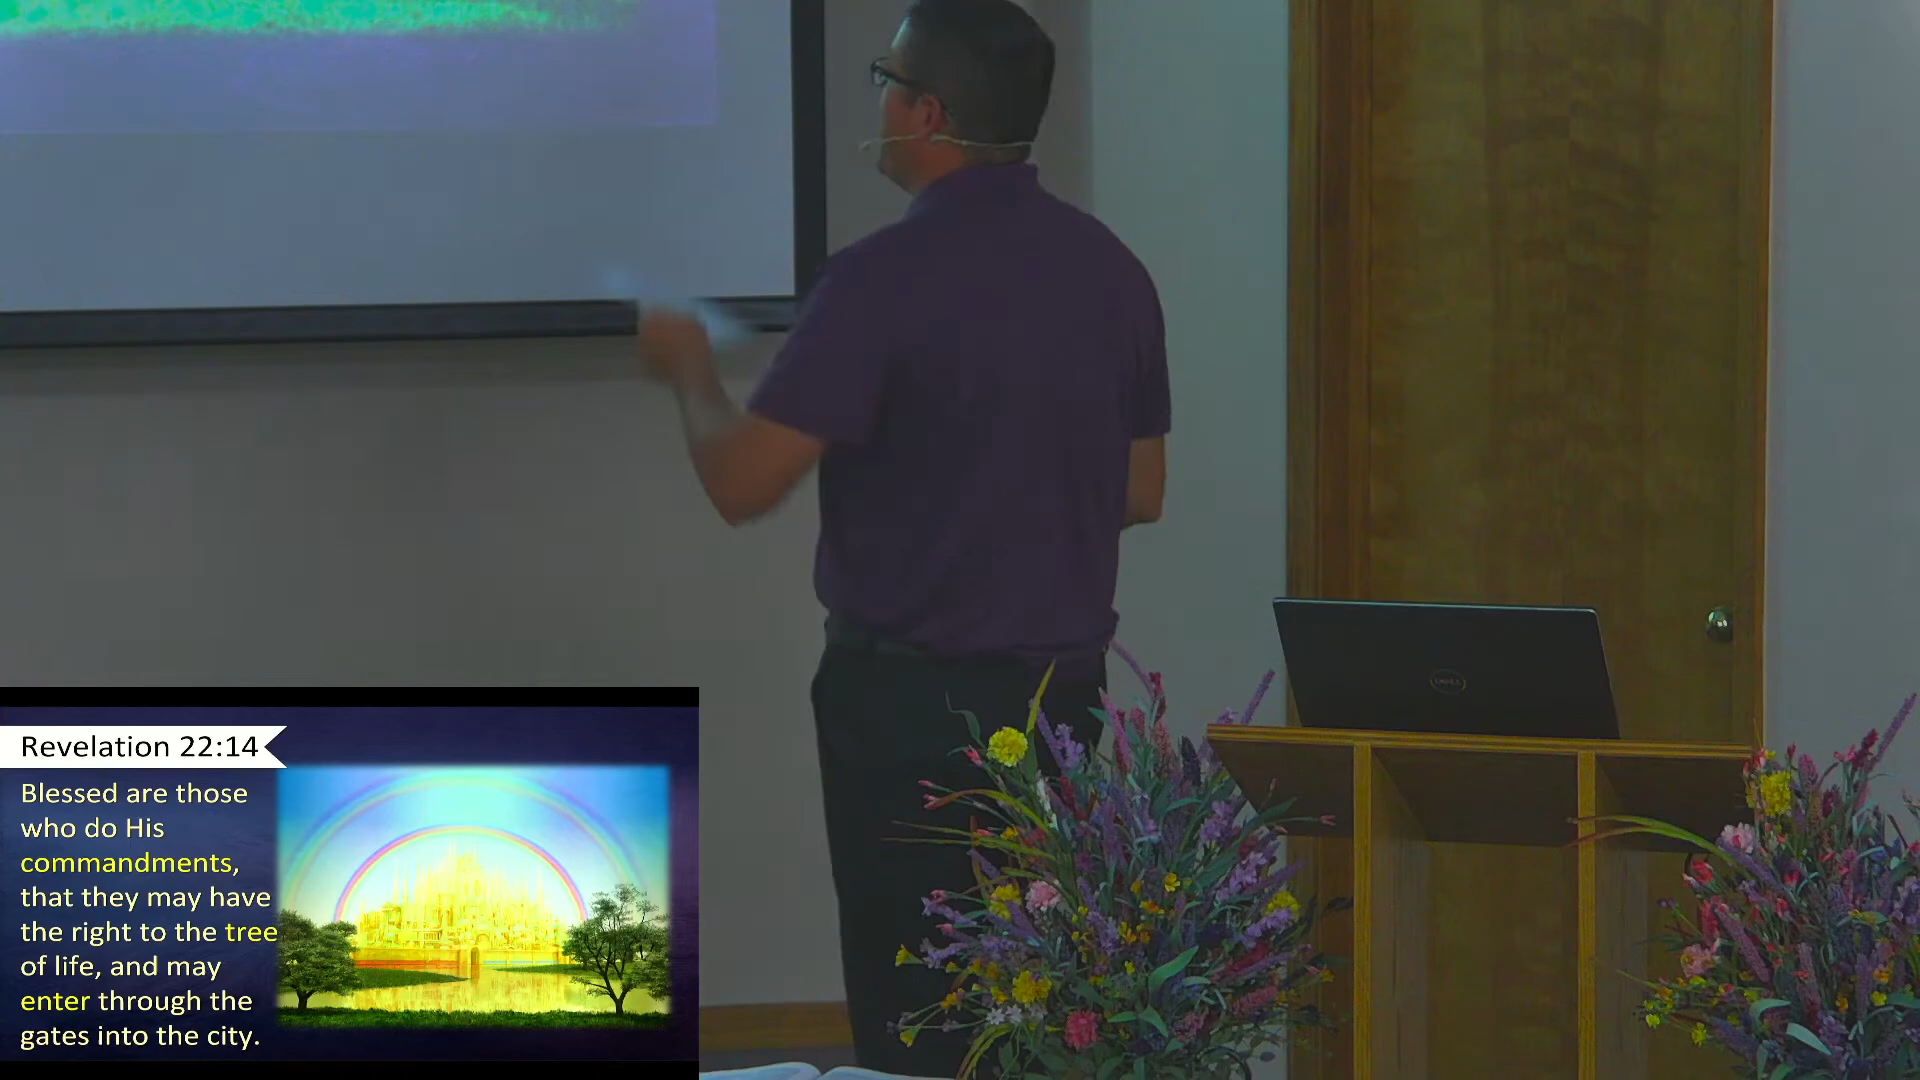 Revelation 22:14
Blessed are those
who do His
commandments,
that they may have
the right to the tree
of life, and may
enter through the
gates into the city.
DELL